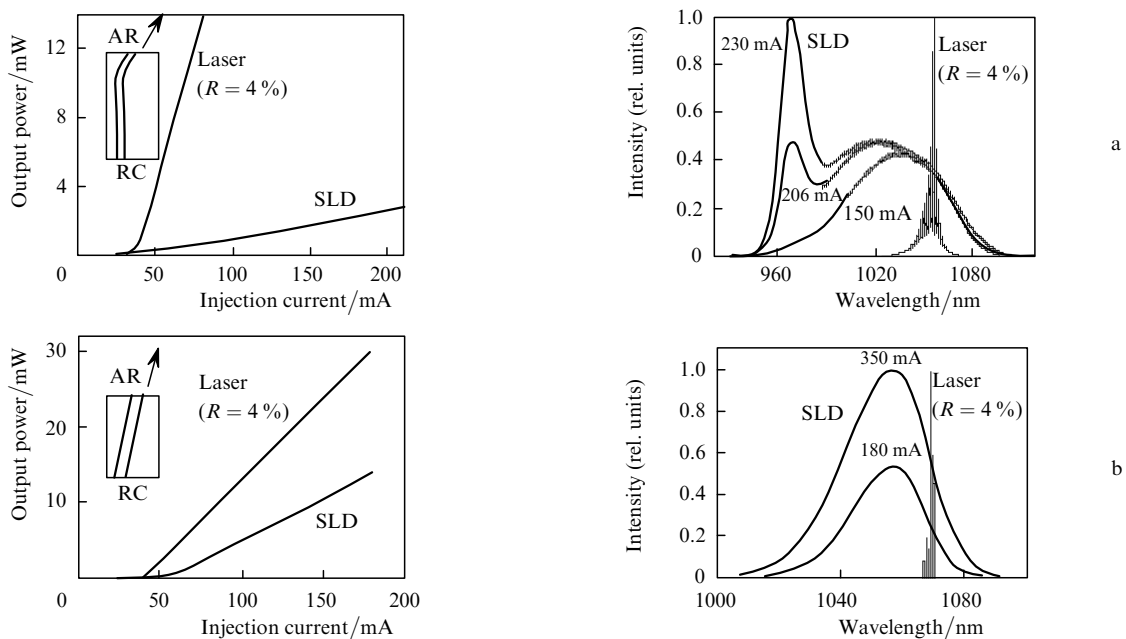 Output power/mW
12
8
4
0
50
100
150
200
Injection current/mA
AR
RC
Laser
(R = 4 %)
SLD
Intensity (rel. units)
1.0
0.8
0.6
0.4
0.2
0
960
1020
1080
Wavelength/nm
230 mA
SLD
206 mA
150 mA
Laser
(R = 4 %)
a
Output power/mW
30
20
10
0
50
100
150
200
Injection current/mA
AR
RC
Laser
(R = 4 %)
SLD
Intensity (rel. units)
1.0
0.8
0.6
0.4
0.2
0
1000
1040
1080
Wavelength/nm
350 mA
SLD
180 mA
Laser
(R = 4 %)
b